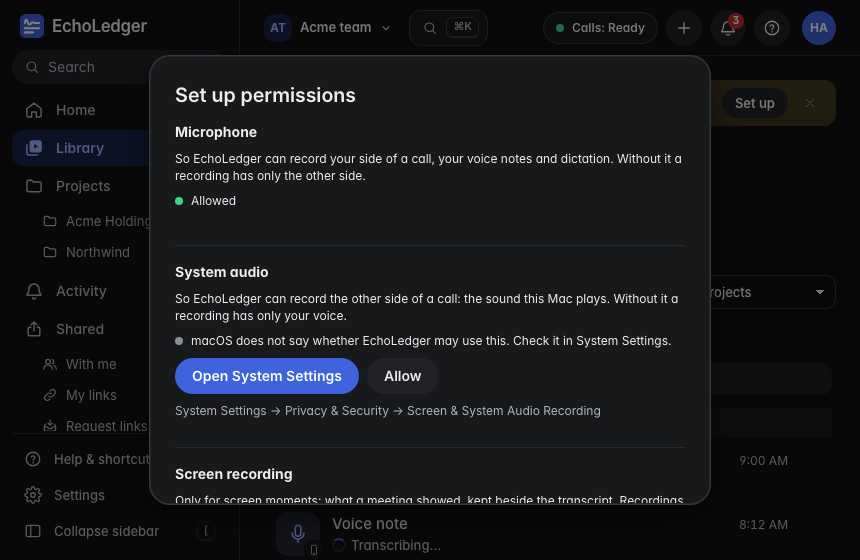 EchoLedger
AT Acme team
⌘K
Calls: Ready
3
HA
Search
Home
Library
Projects
Acme Holding
Northwind
Activity
Shared
With me
My links
Request links
Help & shortcut
Settings
Collapse sidebar [
Set up
rojects
9:00 AM
Voice note
8:12 AM
Transcribing...
Set up permissions
Microphone
So EchoLedger can record your side of a call, your voice notes and dictation. Without it a
recording has only the other side.
Allowed
System audio
So EchoLedger can record the other side of a call: the sound this Mac plays. Without it a
recording has only your voice.
macOS does not say whether EchoLedger may use this. Check it in System Settings.
Open System Settings
Allow
System Settings → Privacy & Security → Screen & System Audio Recording
Screen recording
Only for screen moments: what a meeting showed, kept beside the transcript. Recordings